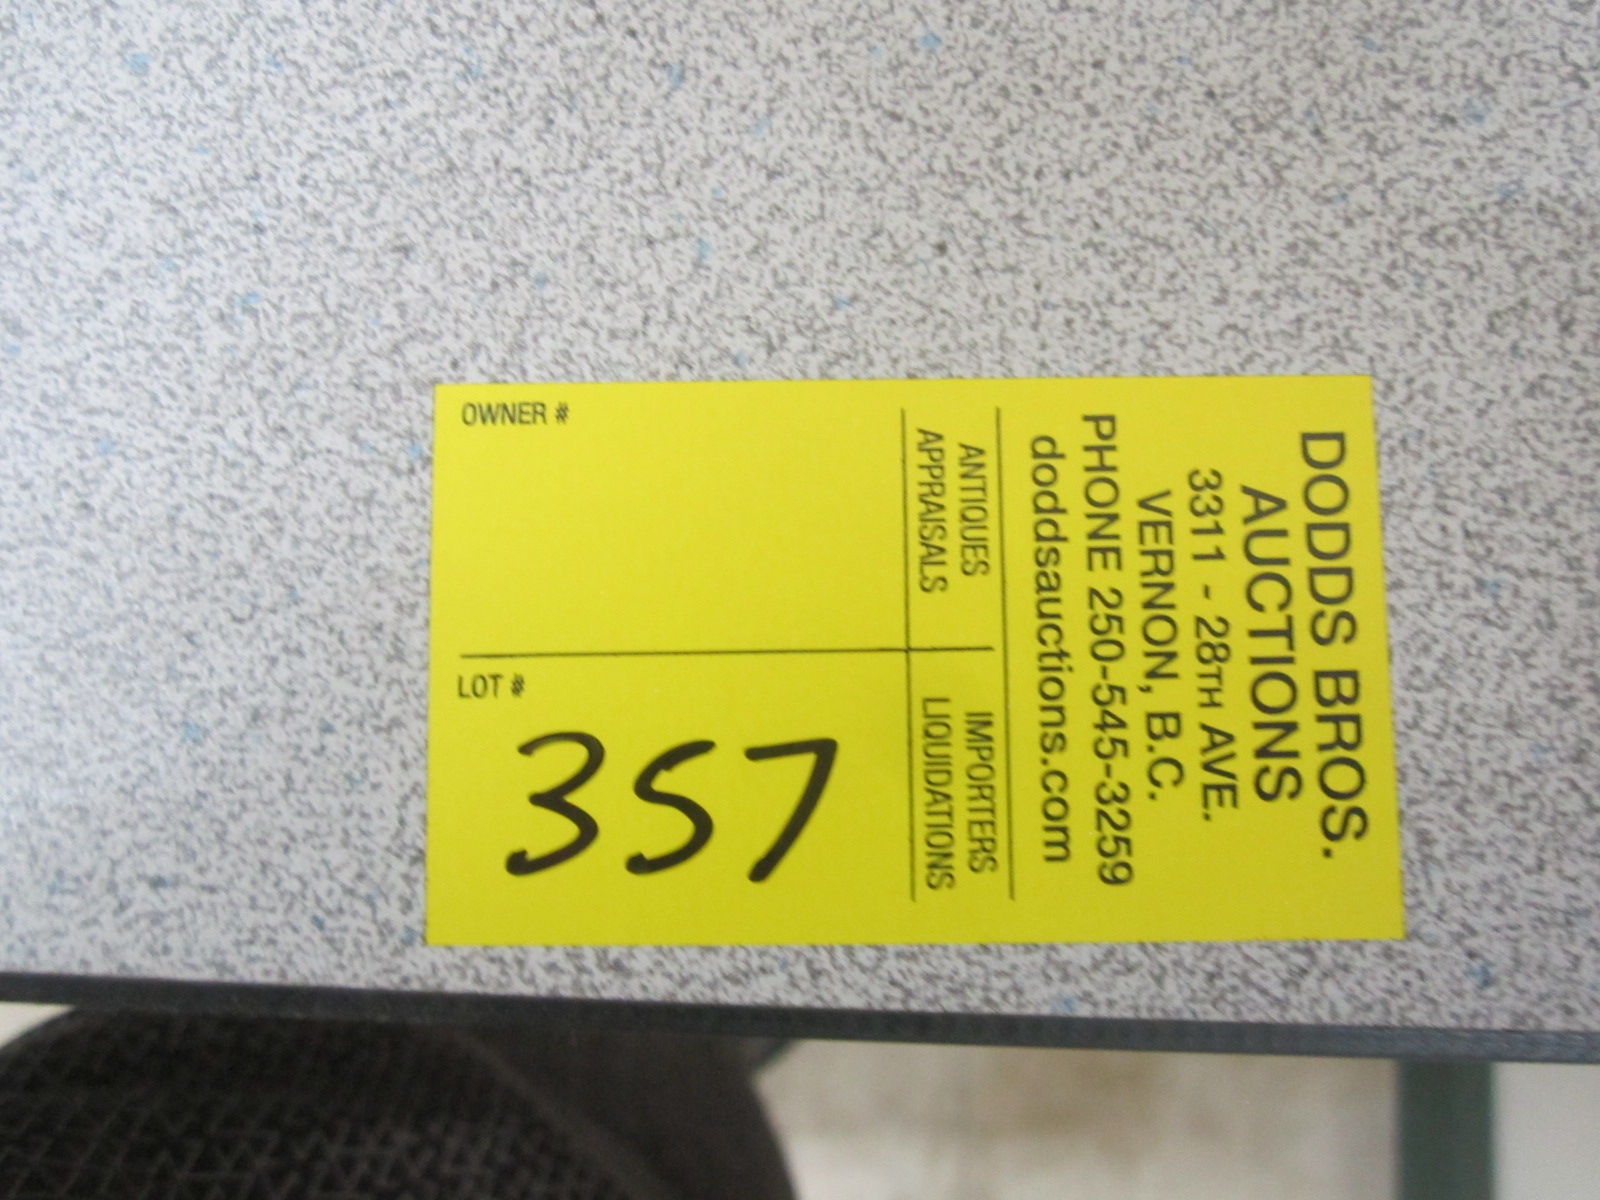 DODDS BROS.
AUCTIONS
3311 - 28TH AVE.
VERNON, B.C.
PHONE 250-545-3259
doddsauctions.com
ANTIQUES IMPORTERS
APPRAISALS LIQUIDATIONS
OWNER #
LOT #
357